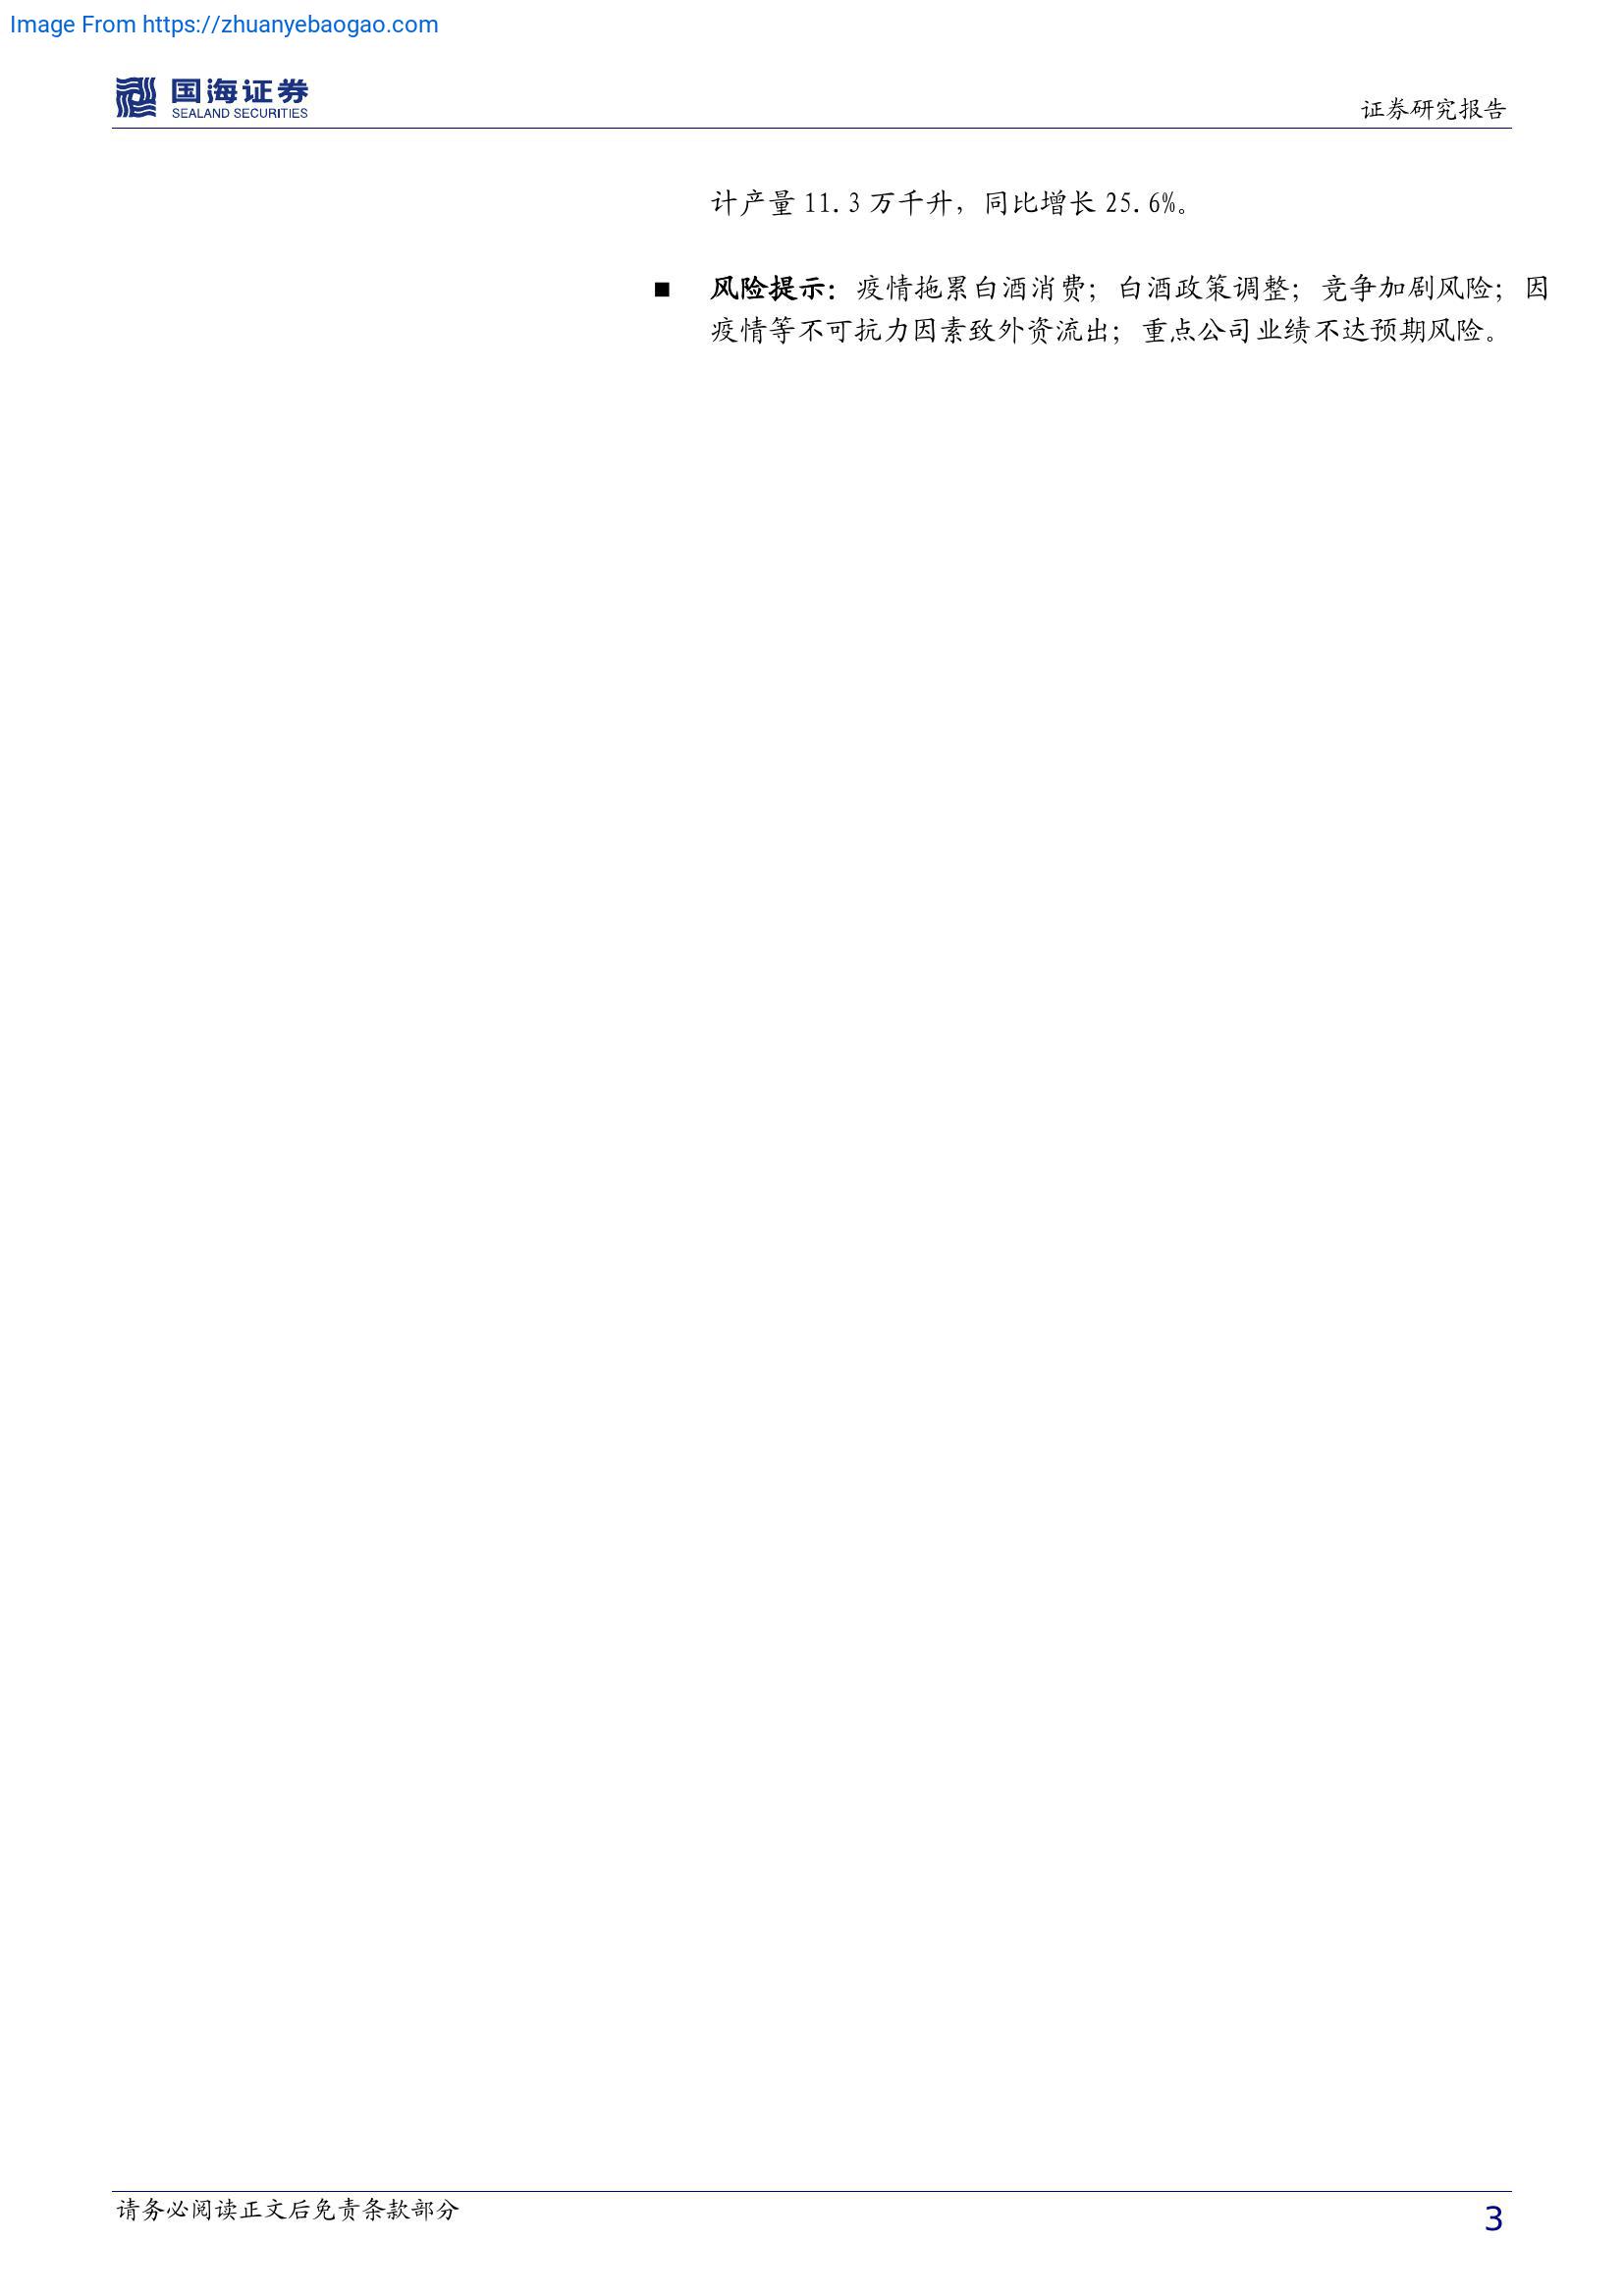 Image From https://zhuanyebaogao.com
国海证券
SEALAND SECURITIES
证券研究报告
计产量 11.3 万千升，同比增长 25.6%。
■ 风险提示：疫情拖累白酒消费；白酒政策调整；竞争加剧风险；因
疫情等不可抗力因素致外资流出；重点公司业绩不达预期风险。
请务必阅读正文后免责条款部分
3